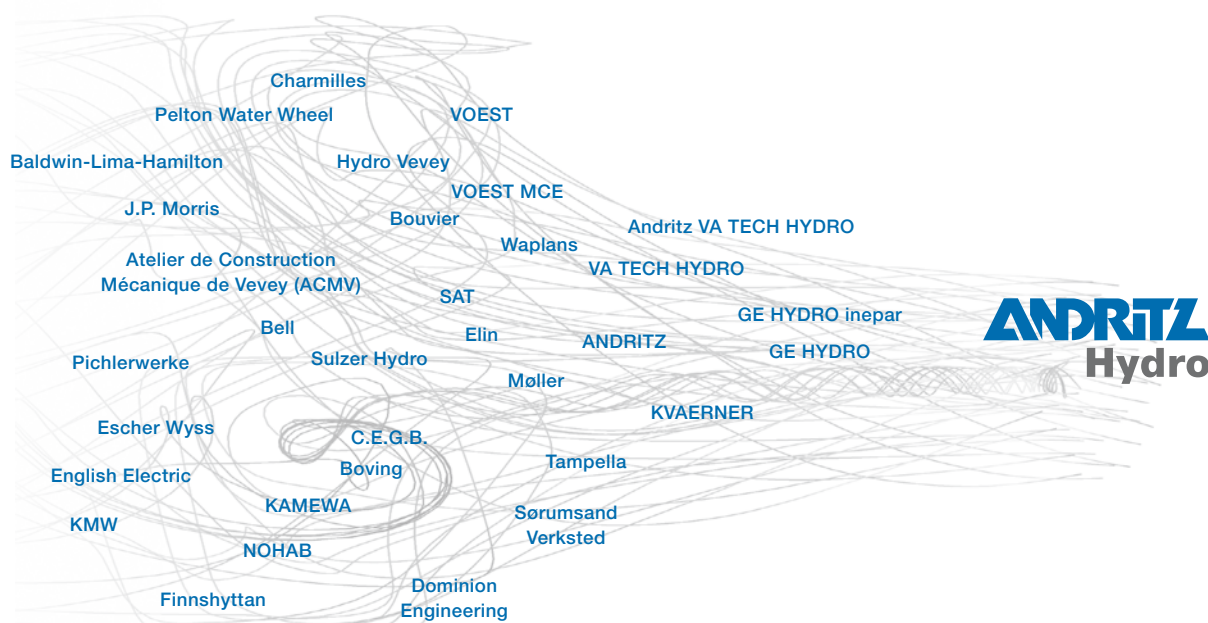 Charmilles
Pelton Water Wheel
VOEST
Baldwin-Lima-Hamilton
Hydro Vevey
VOEST MCE
J.P. Morris
Bouvier
Andritz VA TECH HYDRO
Waplans
Atelier de Construction
Mécanique de Vevey (ACMV)
VA TECH HYDRO
SAT
GE HYDRO inepar
ANDRITZ
Hydro
Bell
Elin
ANDRITZ
GE HYDRO
Pichlerwerke
Sulzer Hydro
Møller
KVAERNER
Escher Wyss
C.E.G.B.
Boving
Tampella
English Electric
KAMEWA
Sørumsand
Verksted
KMW
NOHAB
Finnshyttan
Dominion
Engineering